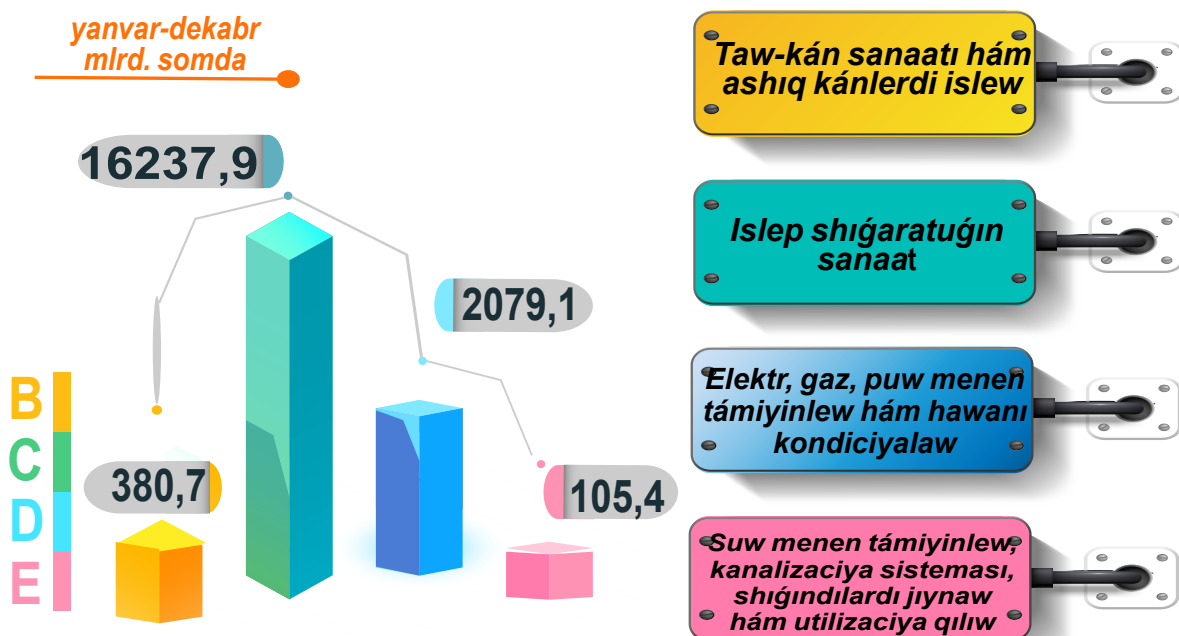 yanvar-dekabr
mlrd. somda
16237,9
2079,1
380,7
105,4
B
C
D
E
Taw-kán sanaatı hám
ashıq kánlerdi islew
Islep shıǵaratuǵın
sanaat
Elektr, gaz, puw menen
támiyinlew hám hawanı
kondiciyalaw
Suw menen támiyinlew,
kanalizaciya sisteması,
shıǵındılardı jıynaw
hám utilizaciya qılıw